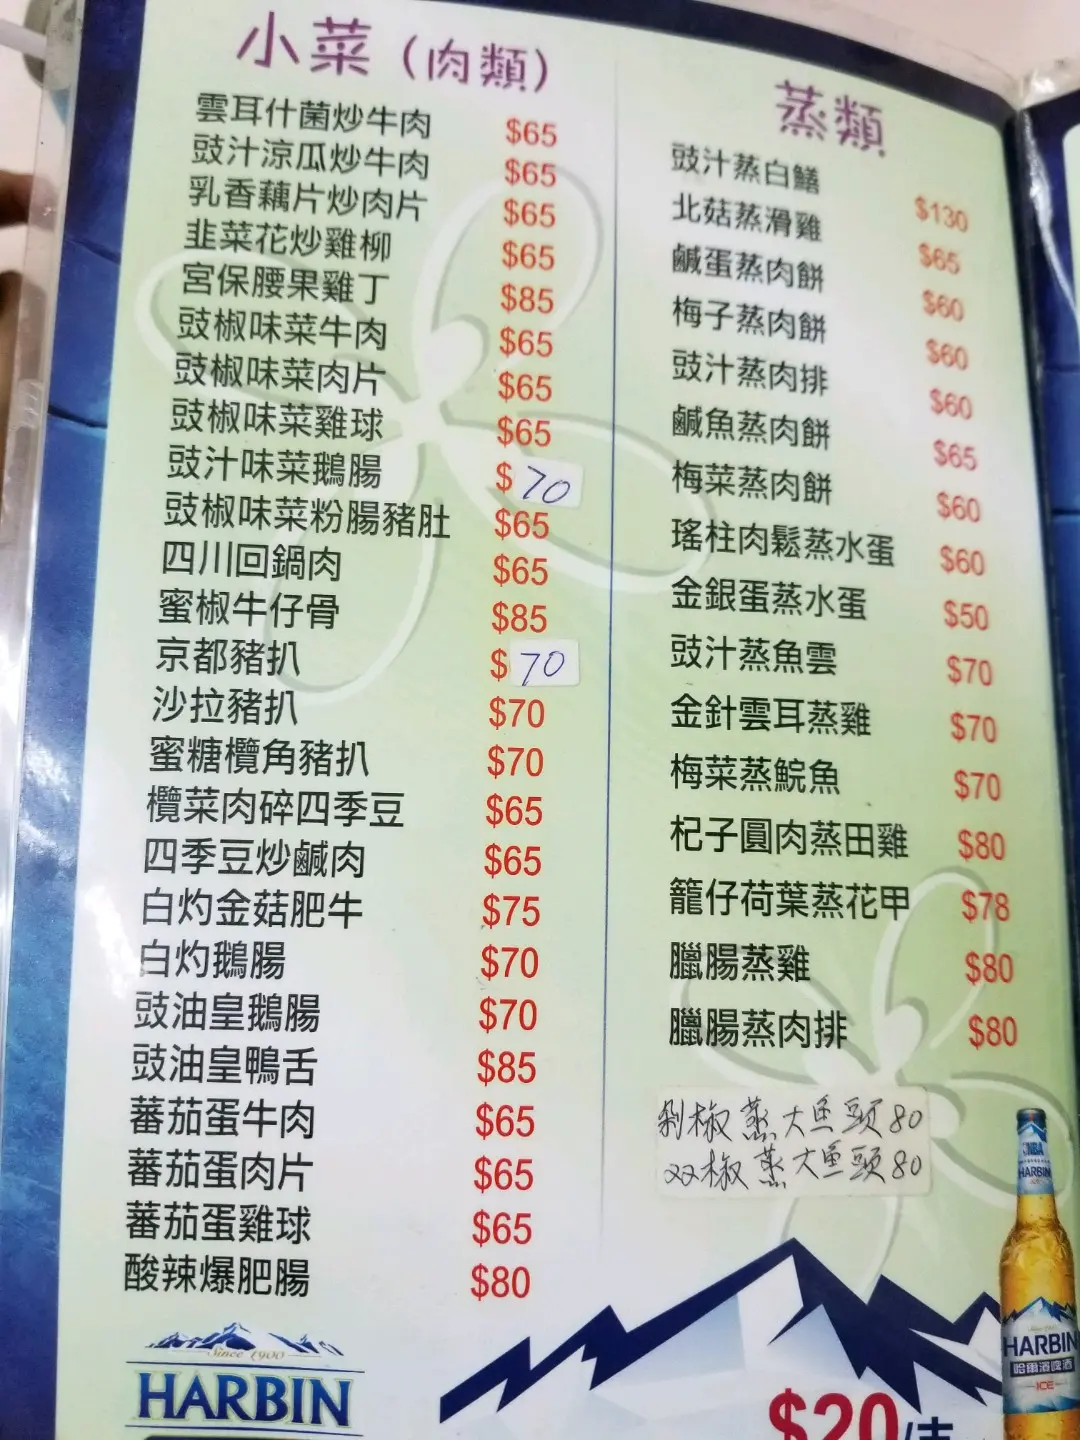 小菜（肉類）
雲耳什菌炒牛肉 $65
豉汁涼瓜炒牛肉 $65
乳香藕片炒肉片 $65
韭菜花炒雞柳 $65
宮保腰果雞丁 $85
豉椒味菜牛肉 $65
豉椒味菜肉片 $65
豉椒味菜雞球 $65
豉汁味菜鵝腸 $70
豉椒味菜粉腸豬肚 $65
四川回鍋肉 $65
蜜椒牛仔骨 $85
京都豬扒 $70
沙拉豬扒 $70
蜜糖欖角豬扒 $70
欖菜肉碎四季豆 $65
四季豆炒鹹肉 $65
白灼金菇肥牛 $75
白灼鵝腸 $70
豉油皇鵝腸 $70
豉油皇鴨舌 $85
蕃茄蛋牛肉 $65
蕃茄蛋肉片 $65
蕃茄蛋雞球 $65
酸辣爆肥腸 $80
蒸類
豉汁蒸白鱔 $130
北菇蒸滑雞 $65
鹹蛋蒸肉餅 $60
梅子蒸肉餅 $60
豉汁蒸肉排 $60
鹹魚蒸肉餅 $65
梅菜蒸肉餅 $60
瑤柱肉鬆蒸水蛋 $60
金銀蛋蒸水蛋 $50
豉汁蒸魚雲 $70
金針雲耳蒸雞 $70
梅菜蒸鯇魚 $70
杞子圓肉蒸田雞 $80
籠仔荷葉蒸花甲 $78
臘腸蒸雞 $80
臘腸蒸肉排 $80
剁椒蒸大鱼頭80
双椒蒸大鱼頭80
Since 1900
HARBIN
$20/支
NBA
HARBIN
ICE
HARBIN
哈爾濱啤酒
ICE